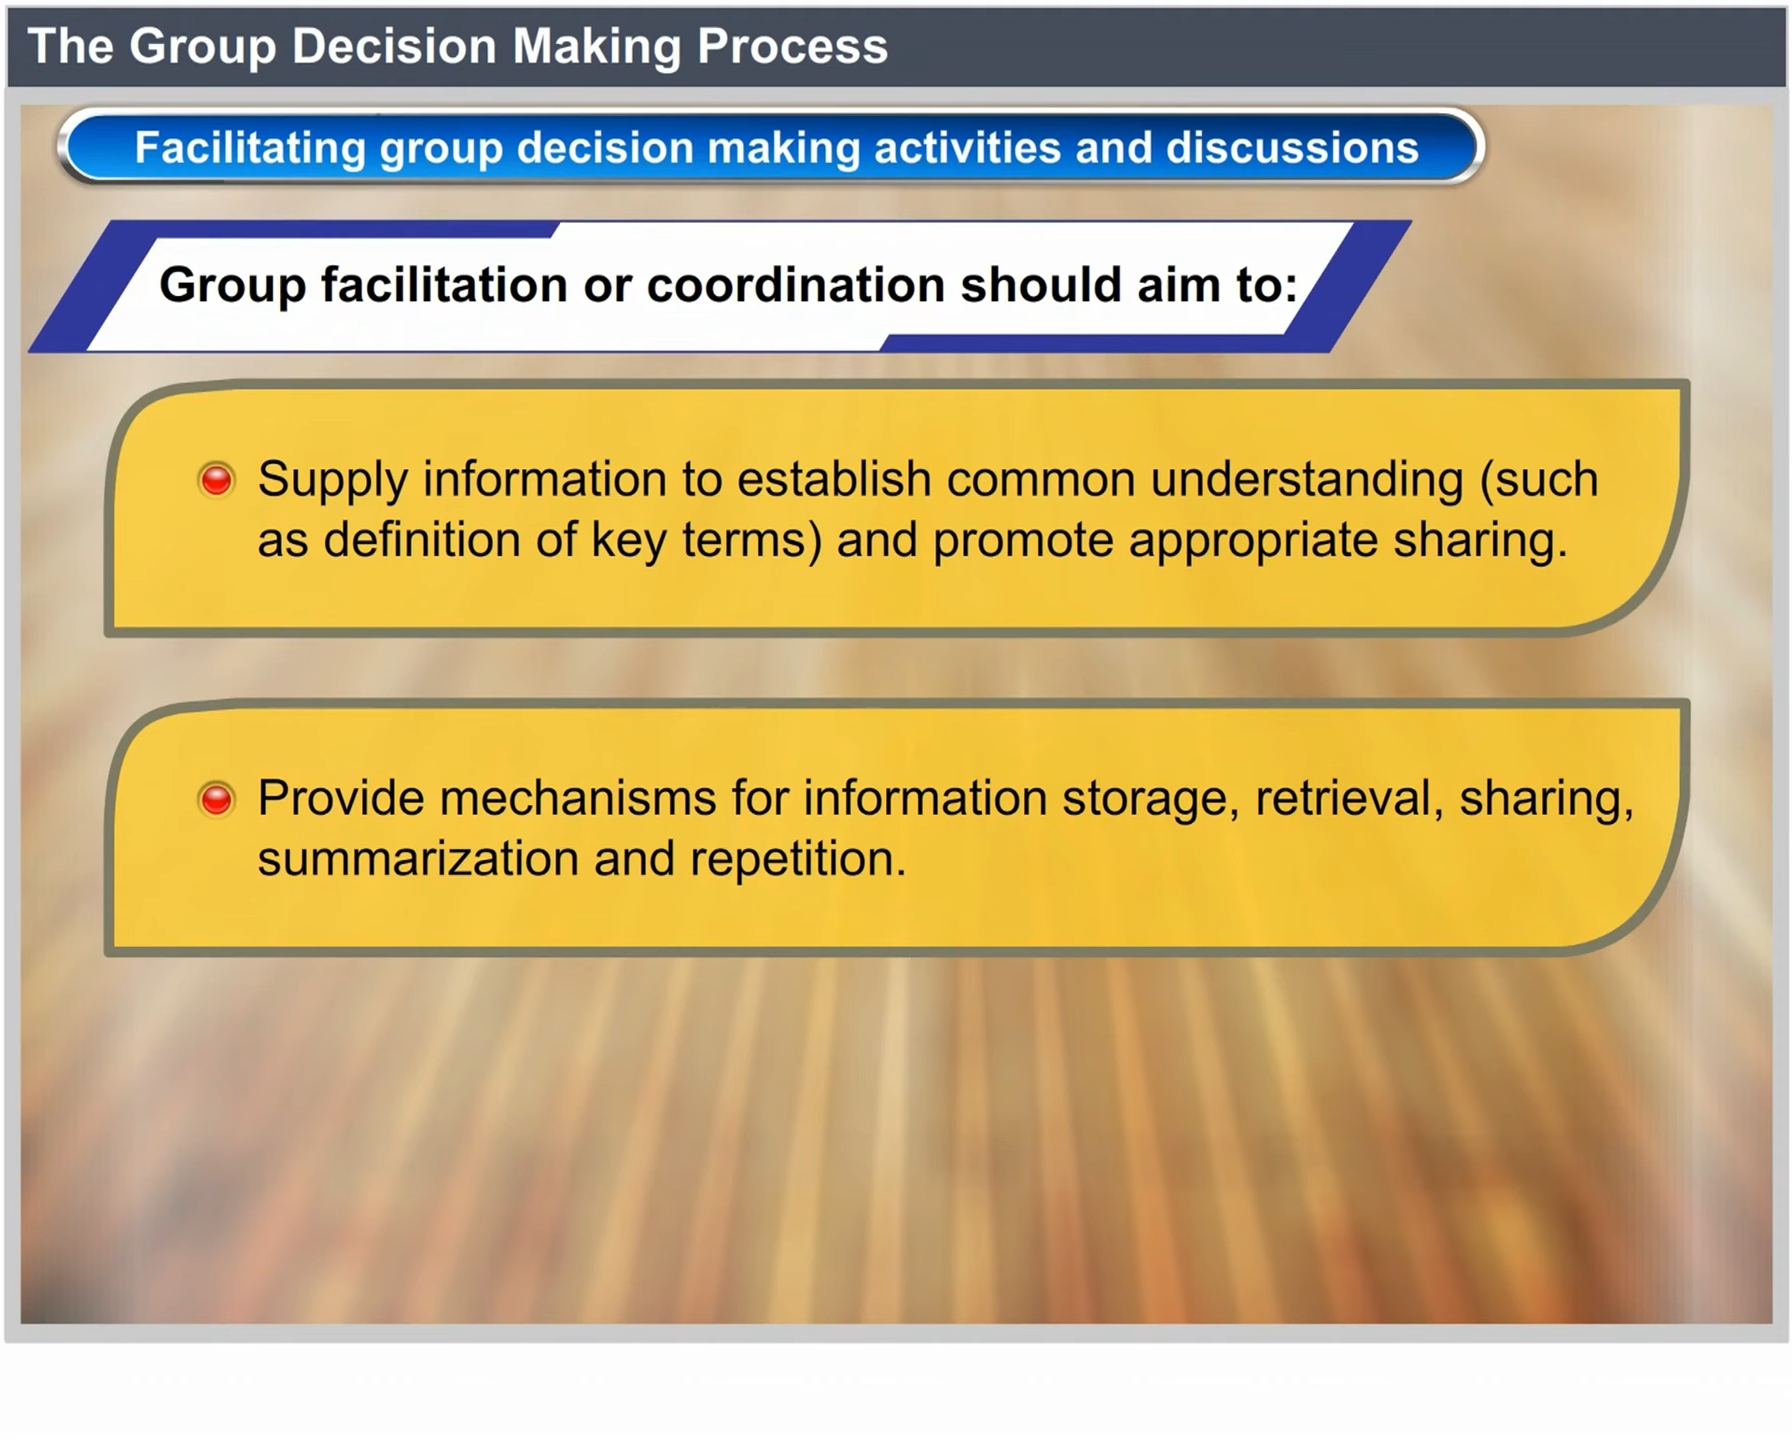 The Group Decision Making Process
Facilitating group decision making activities and discussions
Group facilitation or coordination should aim to:
Supply information to establish common understanding (such
as definition of key terms) and promote appropriate sharing.
Provide mechanisms for information storage, retrieval, sharing,
summarization and repetition.